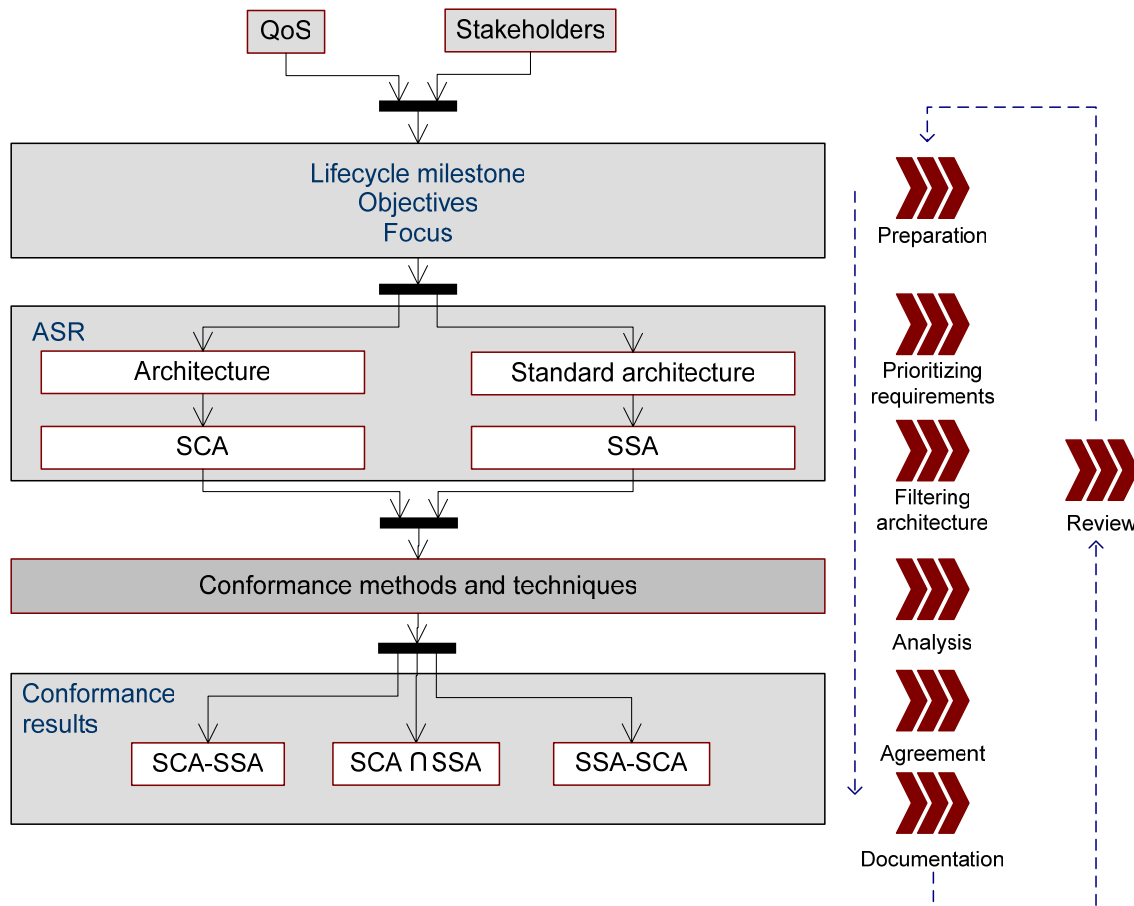 QoS
Stakeholders
Lifecycle milestone
Objectives
Focus
ASR
Architecture
Standard architecture
SCA
SSA
Conformance methods and techniques
Conformance
results
SCA-SSA
SCA ∩ SSA
SSA-SCA
Preparation
Prioritizing
requirements
Filtering
architecture
Analysis
Agreement
Documentation
Review